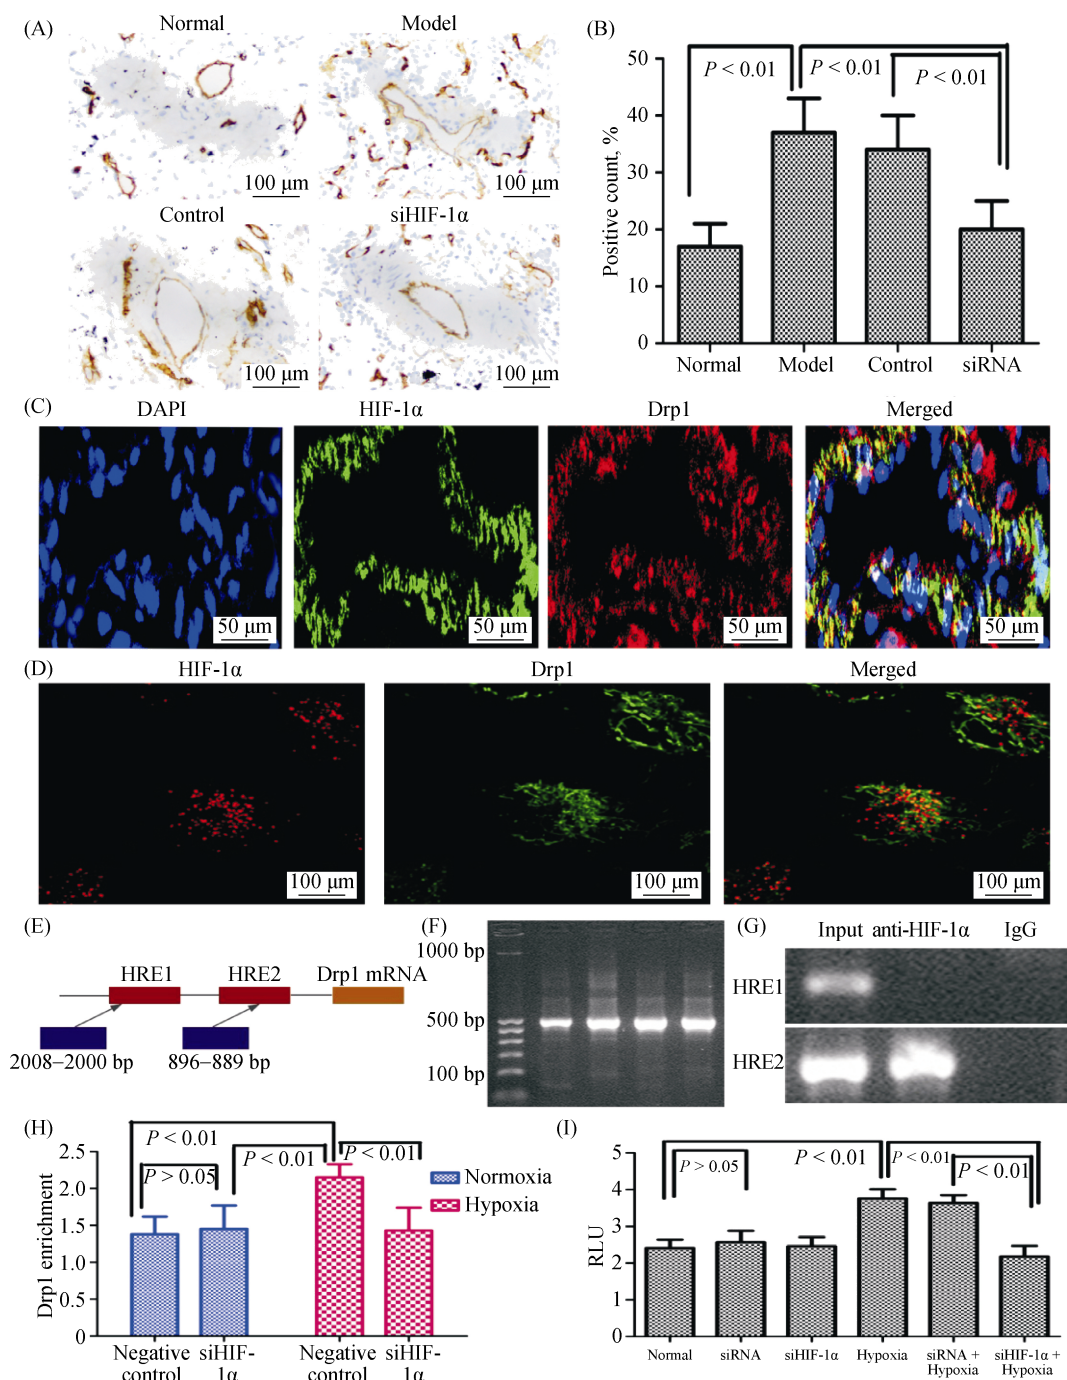 (A)
Normal
Model
100 μm
100 μm
Control
siHIF-1α
100 μm
100 μm
(B)
P < 0.01
P < 0.01
P < 0.01
Positive count, %
50
40
30
20
10
0
Normal
Model
Control
siRNA
(C)
DAPI
HIF-1α
Drp1
Merged
50 μm
50 μm
50 μm
50 μm
(D)
HIF-1α
Drp1
Merged
100 μm
100 μm
100 μm
(E)
HRE1
HRE2
Drp1 mRNA
2008–2000 bp
896–889 bp
(F)
1000 bp
500 bp
100 bp
(G)
Input
anti-HIF-1α
IgG
HRE1
HRE2
(H)
P < 0.01
P > 0.05
P < 0.01
P < 0.01
Normoxia
Hypoxia
Drp1 enrichment
2.5
2.0
1.5
1.0
0.5
0
Negative control
siHIF-1α
Negative control
siHIF-1α
(I)
P > 0.05
P < 0.01
P < 0.01
P < 0.01
RLU
5
4
3
2
1
0
Normal
siRNA
siHIF-1α
Hypoxia
siRNA + Hypoxia
siHIF-1α + Hypoxia